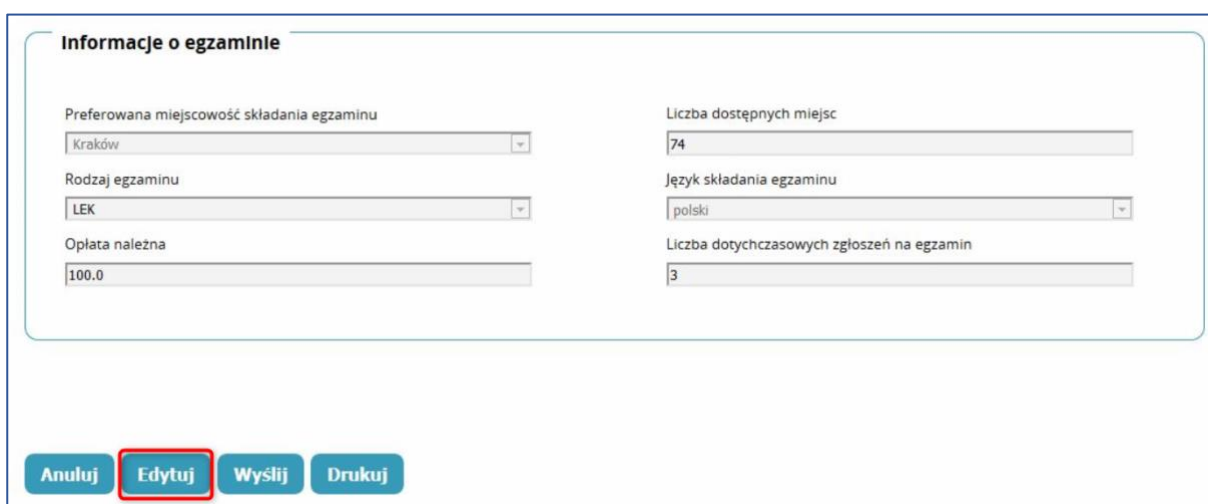 Informacje o egzaminie
Preferowana miejscowość składania egzaminu
Kraków
Liczba dostępnych miejsc
74
Rodzaj egzaminu
LEK
Język składania egzaminu
polski
Opłata należna
100.0
Liczba dotychczasowych zgłoszeń na egzamin
3
Anuluj Edytuj Wyślij Drukuj